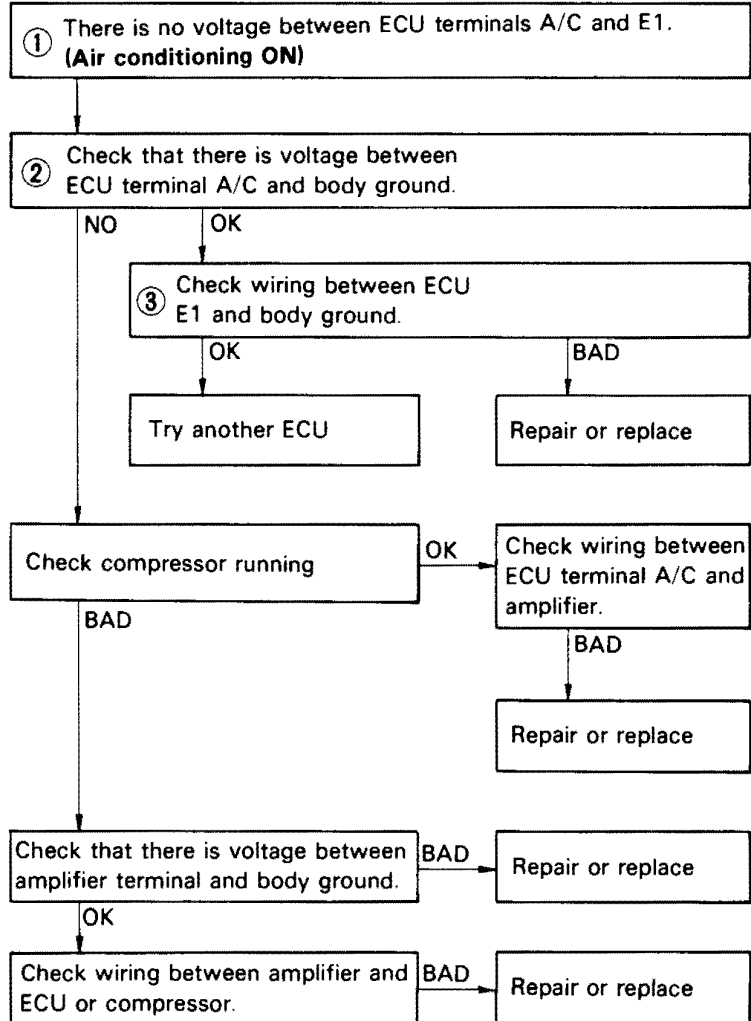 ① There is no voltage between ECU terminals A/C and E1.
(Air conditioning ON)
② Check that there is voltage between
ECU terminal A/C and body ground.
NO
OK
③ Check wiring between ECU
E1 and body ground.
OK
BAD
Try another ECU
Repair or replace
Check compressor running
OK
Check wiring between
ECU terminal A/C and
amplifier.
BAD
BAD
Repair or replace
Check that there is voltage between
amplifier terminal and body ground.
BAD
Repair or replace
OK
Check wiring between amplifier and
ECU or compressor.
BAD
Repair or replace